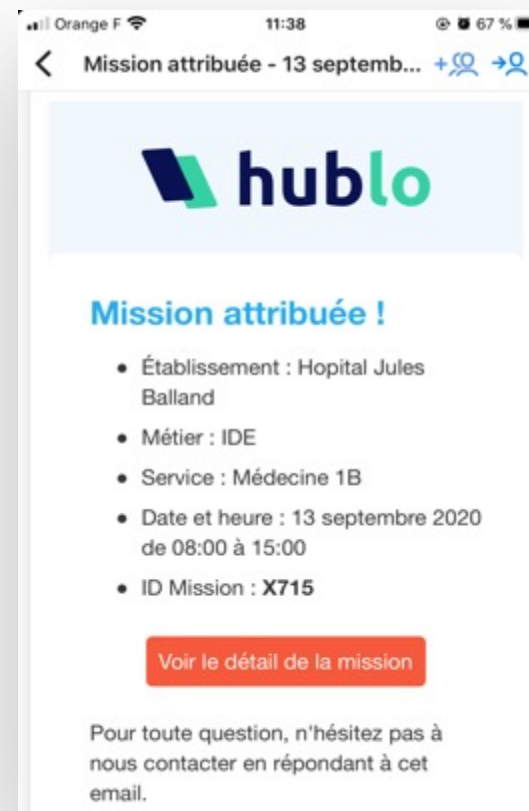 Orange F
11:38
67 %
Mission attribuée - 13 septemb...
hublo
Mission attribuée !
• Établissement : Hopital Jules
Balland
• Métier : IDE
• Service : Médecine 1B
• Date et heure : 13 septembre 2020
de 08:00 à 15:00
• ID Mission : X715
Voir le détail de la mission
Pour toute question, n'hésitez pas à
nous contacter en répondant à cet
email.